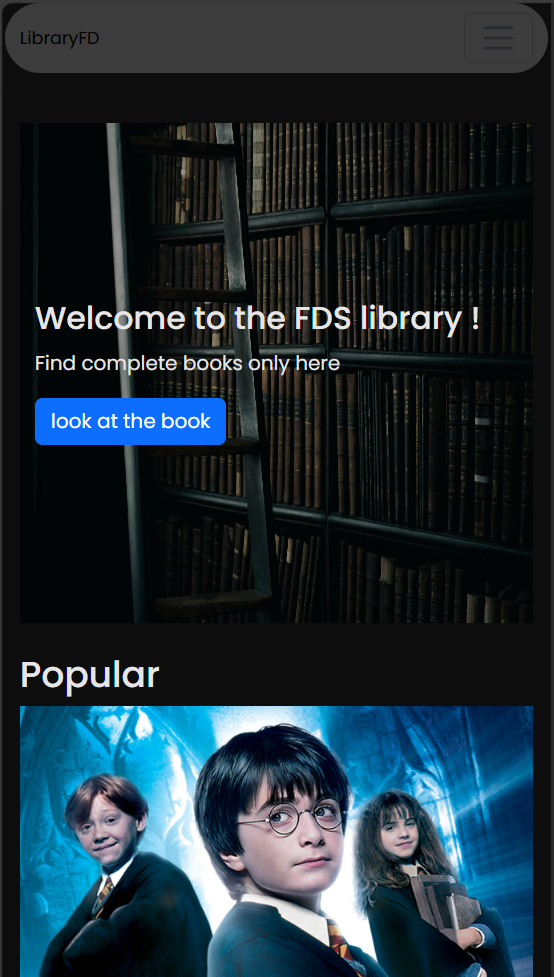 LibraryFD
Welcome to the FDS library !
Find complete books only here
look at the book
Popular